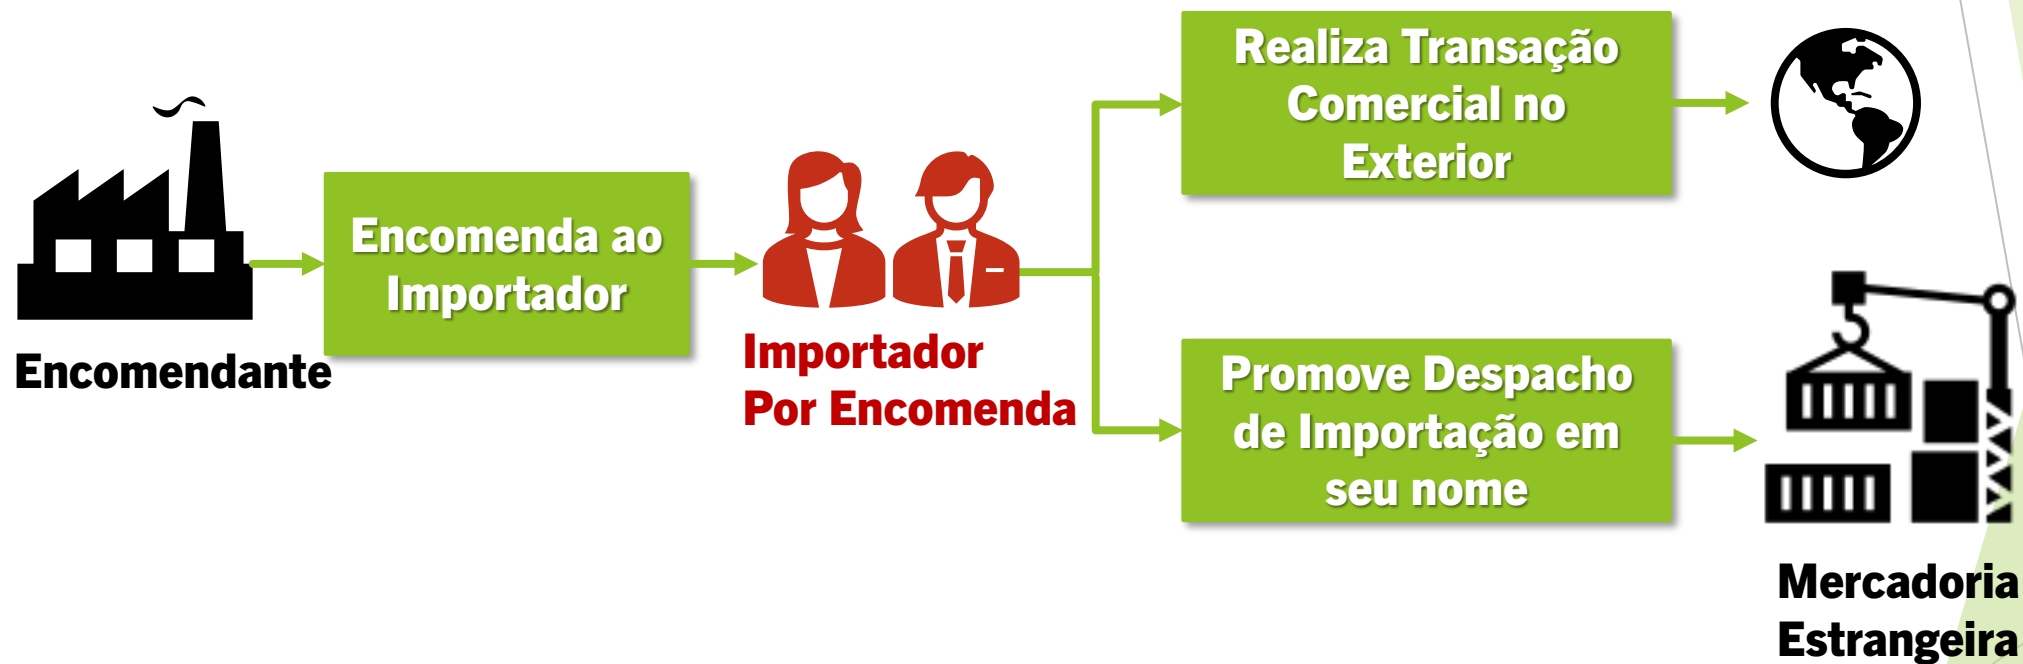 Encomendante
Encomenda ao
Importador
Importador
Por Encomenda
Realiza Transação
Comercial no
Exterior
Promove Despacho
de Importação em
seu nome
Mercadoria
Estrangeira